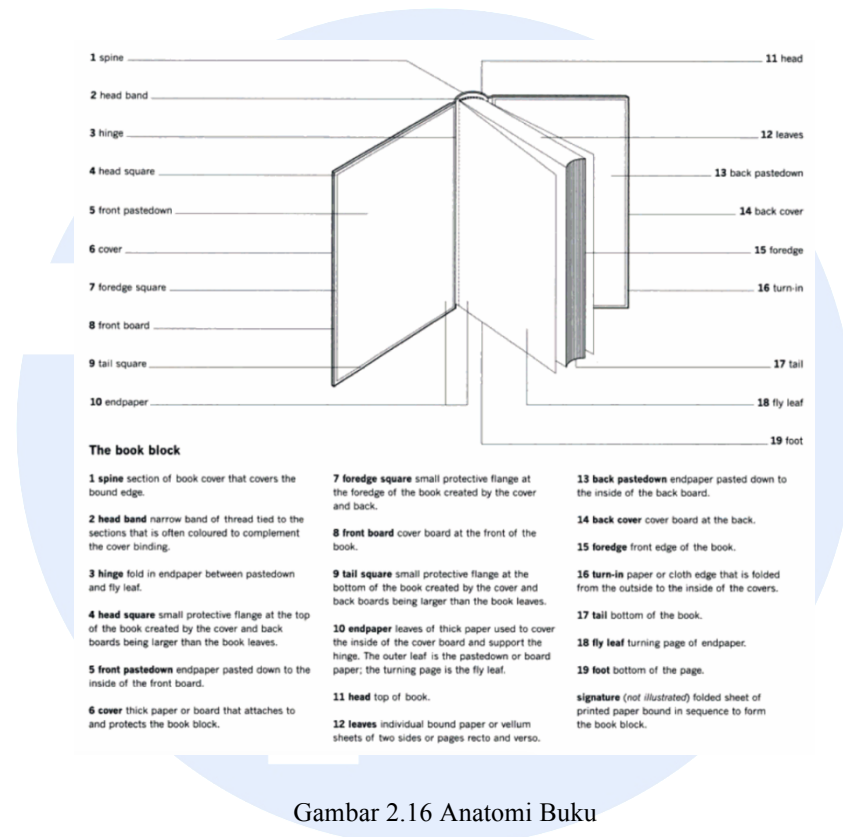 1 spine
2 head band
3 hinge
4 head square
5 front pastedown
6 cover
7 foredge square
8 front board
9 tail square
10 endpaper
11 head
12 leaves
13 back pastedown
14 back cover
15 foredge
16 turn-in
17 tail
18 fly leaf
19 foot
The book block
1 spine section of book cover that covers the
bound edge.
2 head band narrow band of thread tied to the
sections that is often coloured to complement
the cover binding.
3 hinge fold in endpaper between pastedown
and fly leaf.
4 head square small protective flange at the top
of the book created by the cover and back
boards being larger than the book leaves.
5 front pastedown endpaper pasted down to the
inside of the front board.
6 cover thick paper or board that attaches to
and protects the book block.
7 foredge square small protective flange at
the foredge of the book created by the cover
and back.
8 front board cover board at the front of the
book.
9 tail square small protective flange at the
bottom of the book created by the cover and
back boards being larger than the book leaves.
10 endpaper leaves of thick paper used to cover
the inside of the cover board and support the
hinge. The outer leaf is the pastedown or board
paper; the turning page is the fly leaf.
11 head top of book.
12 leaves individual bound paper or vellum
sheets of two sides or pages recto and verso.
13 back pastedown endpaper pasted down to
the inside of the back board.
14 back cover cover board at the back.
15 foredge front edge of the book.
16 turn-in paper or cloth edge that is folded
from the outside to the inside of the covers.
17 tail bottom of the book.
18 fly leaf turning page of endpaper.
19 foot bottom of the page.
signature (not illustrated) folded sheet of
printed paper bound in sequence to form
the book block.
Gambar 2.16 Anatomi Buku